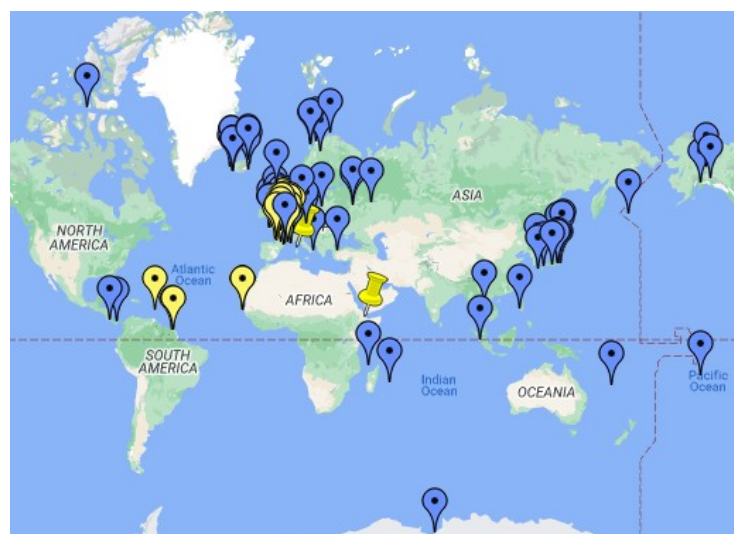 ASIA
NORTH
AMERICA
Atlantic
Ocean
AFRICA
SOUTH
AMERICA
Indian
Ocean
OCEANIA
Pacific
Ocean